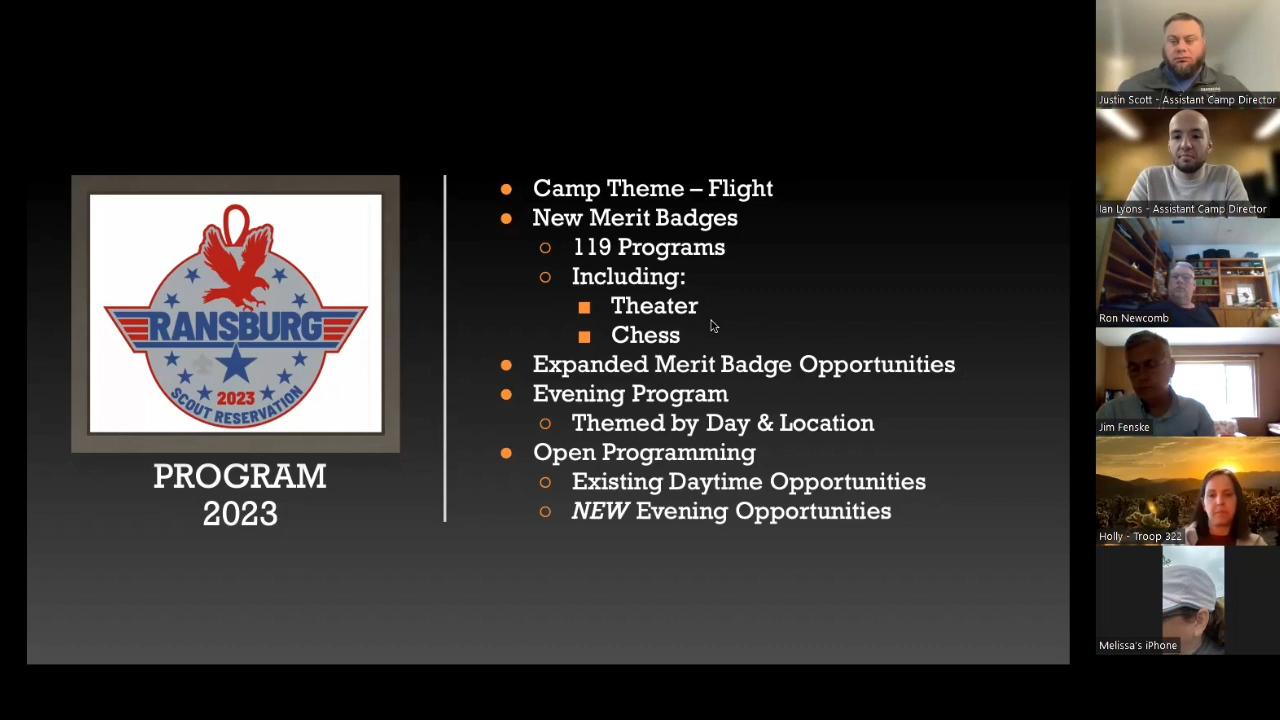 RANSBURG
2023
SCOUT RESERVATION
PROGRAM
2023
Camp Theme – Flight
New Merit Badges
119 Programs
Including:
Theater
Chess
Expanded Merit Badge Opportunities
Evening Program
Themed by Day & Location
Open Programming
Existing Daytime Opportunities
NEW Evening Opportunities
Justin Scott - Assistant Camp Director
Ian Lyons - Assistant Camp Director
Ron Newcomb
Jim Fenske
Holly - Troop 322
Melissa's iPhone